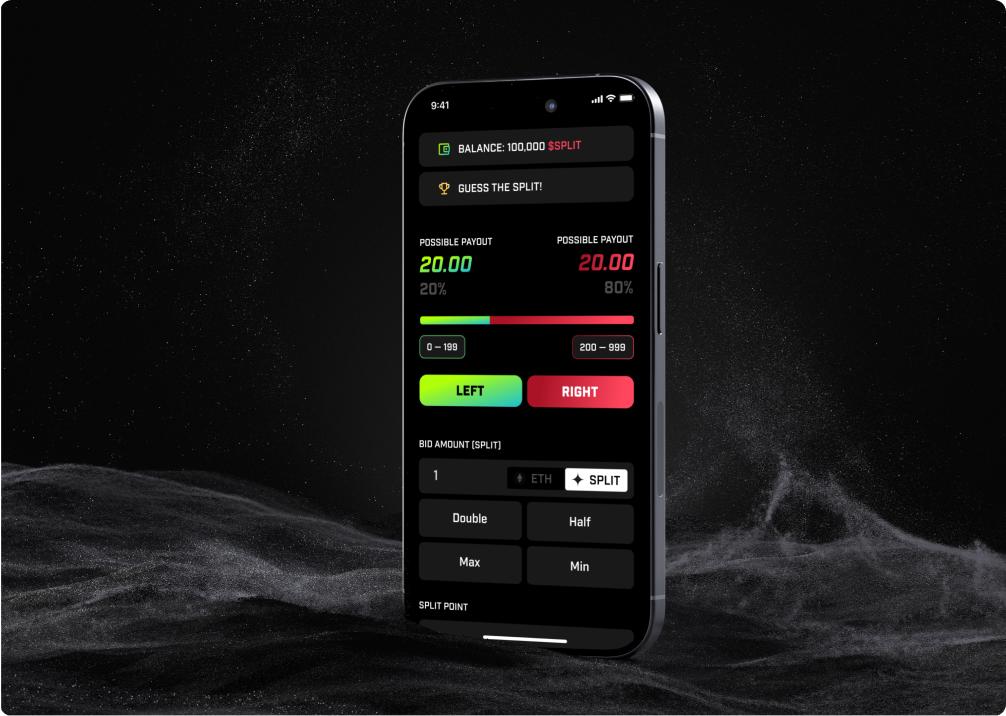 9:41
BALANCE: 100,000 $SPLIT
GUESS THE SPLIT!
POSSIBLE PAYOUT POSSIBLE PAYOUT
20.00 20.00
20% 80%
0 — 199 200 — 999
LEFT RIGHT
BID AMOUNT (SPLIT)
1 ETH SPLIT
Double Half
Max Min
SPLIT POINT